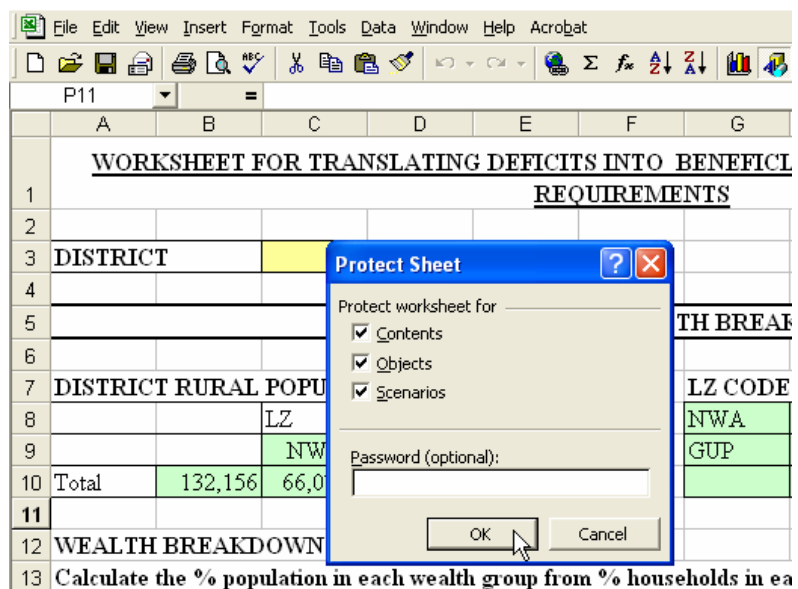 File Edit View Insert Format Tools Data Window Help Acrobat
P11 =
A B C D E F G
WORKSHEET FOR TRANSLATING DEFICITS INTO BENEFICI
1 REQUIREMENTS
2
3 DISTRICT
Protect Sheet
4
Protect worksheet for
5 TH BREAK
Contents
6
Objects
7 DISTRICT RURAL POPU LZ CODE
Scenarios
8 LZ NWA
9 NW GUP
Password (optional):
10 Total 132,156 66,0
11
OK Cancel
12 WEALTH BREAKDOWN
13 Calculate the % population in each wealth group from % households in ea